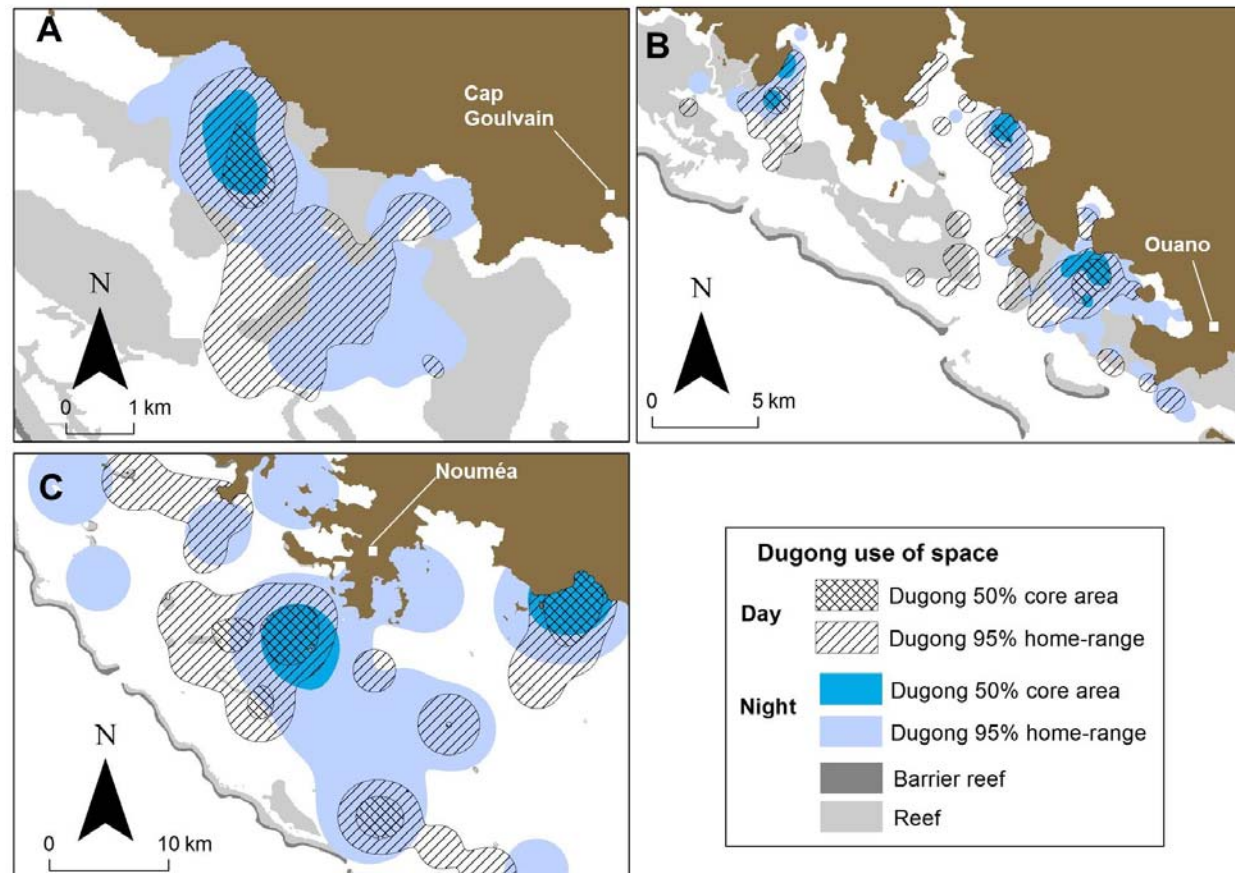 A
Cap
Goulvain
N
0 1 km
B
Ouano
N
0 5 km
C
Nouméa
N
0 10 km
Dugong use of space
Day
Dugong 50% core area
Dugong 95% home-range
Night
Dugong 50% core area
Dugong 95% home-range
Barrier reef
Reef